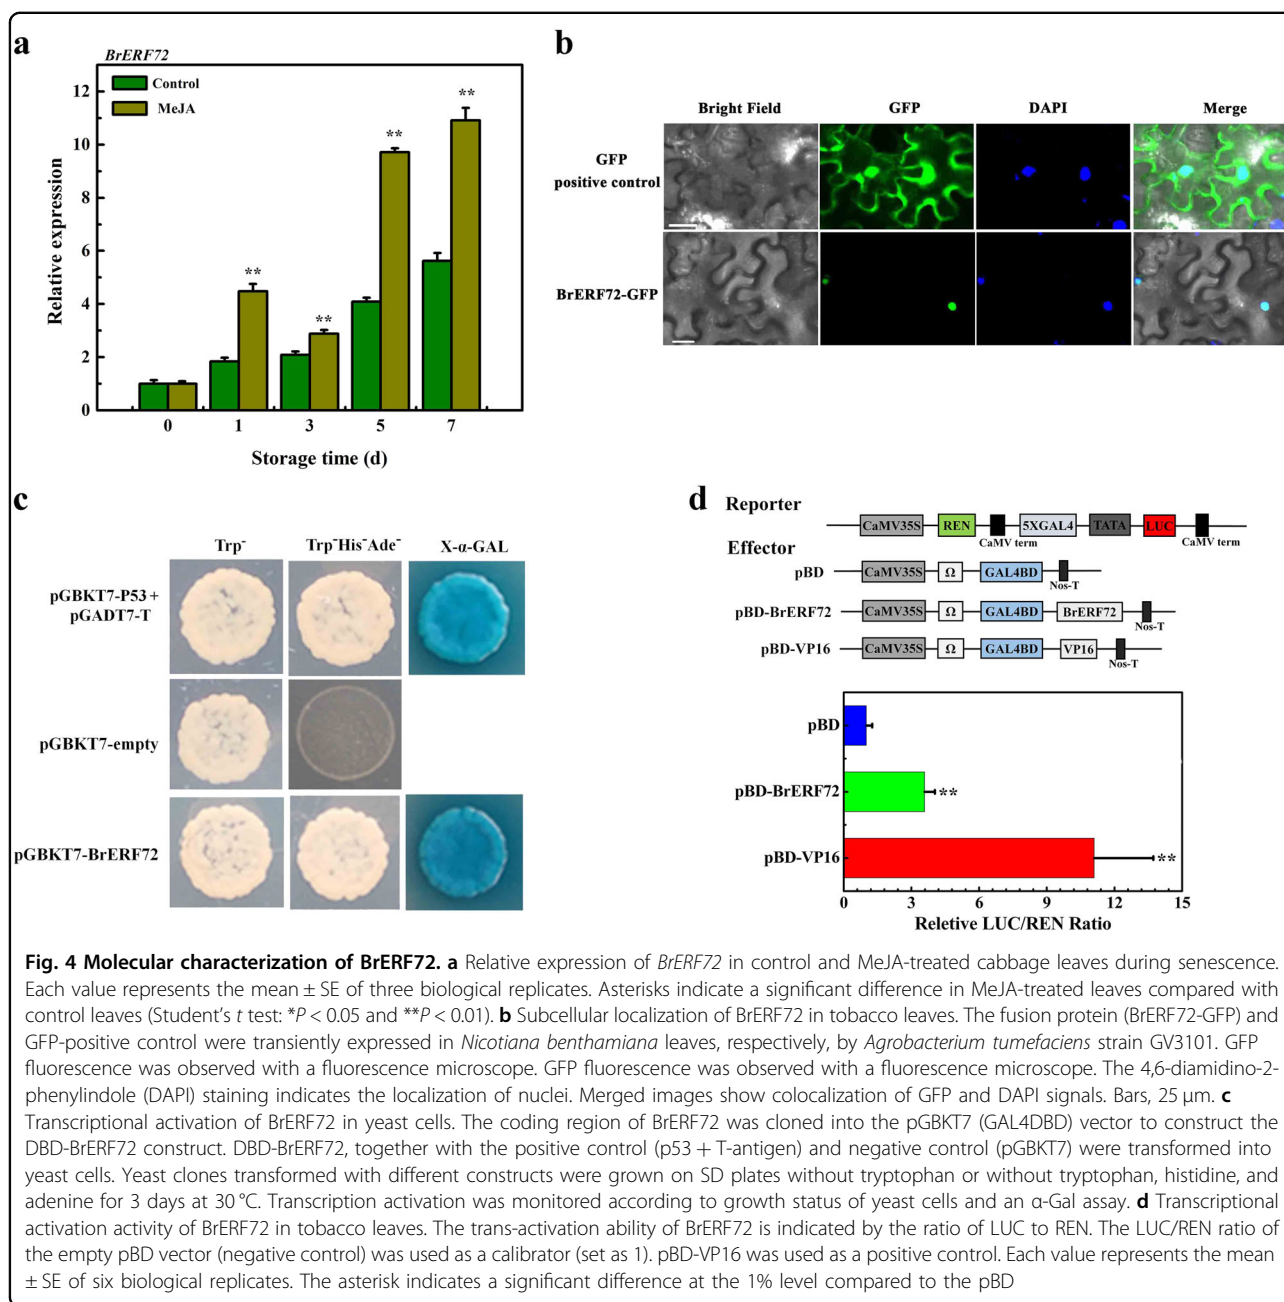 a
BrERF72
Control
MeJA
12
10
8
6
4
2
0
**
**
**
**
Relative expression
0 1 3 5 7
Storage time (d)
b
Bright Field GFP DAPI Merge
GFP
positive control
BrERF72-GFP
c
Trp⁻ Trp⁻His⁻Ade⁻ X-α-GAL
pGBKT7-P53 +
pGADT7-T
pGBKT7-empty
pGBKT7-BrERF72
d
Reporter
CaMV35S REN CaMV term 5XGAL4 TATA LUC CaMV term
Effector
pBD CaMV35S Ω GAL4BD Nos-T
pBD-BrERF72 CaMV35S Ω GAL4BD BrERF72 Nos-T
pBD-VP16 CaMV35S Ω GAL4BD VP16 Nos-T
pBD
pBD-BrERF72 **
pBD-VP16 **
0 3 6 9 12 15
Reletive LUC/REN Ratio
Fig. 4 Molecular characterization of BrERF72. a Relative expression of BrERF72 in control and MeJA-treated cabbage leaves during senescence.
Each value represents the mean ± SE of three biological replicates. Asterisks indicate a significant difference in MeJA-treated leaves compared with
control leaves (Student's t test: *P < 0.05 and **P < 0.01). b Subcellular localization of BrERF72 in tobacco leaves. The fusion protein (BrERF72-GFP) and
GFP-positive control were transiently expressed in Nicotiana benthamiana leaves, respectively, by Agrobacterium tumefaciens strain GV3101. GFP
fluorescence was observed with a fluorescence microscope. GFP fluorescence was observed with a fluorescence microscope. The 4,6-diamidino-2-
phenylindole (DAPI) staining indicates the localization of nuclei. Merged images show colocalization of GFP and DAPI signals. Bars, 25 µm. c
Transcriptional activation of BrERF72 in yeast cells. The coding region of BrERF72 was cloned into the pGBKT7 (GAL4DBD) vector to construct the
DBD-BrERF72 construct. DBD-BrERF72, together with the positive control (p53 + T-antigen) and negative control (pGBKT7) were transformed into
yeast cells. Yeast clones transformed with different constructs were grown on SD plates without tryptophan or without tryptophan, histidine, and
adenine for 3 days at 30 °C. Transcription activation was monitored according to growth status of yeast cells and an α-Gal assay. d Transcriptional
activation activity of BrERF72 in tobacco leaves. The trans-activation ability of BrERF72 is indicated by the ratio of LUC to REN. The LUC/REN ratio of
the empty pBD vector (negative control) was used as a calibrator (set as 1). pBD-VP16 was used as a positive control. Each value represents the mean
± SE of six biological replicates. The asterisk indicates a significant difference at the 1% level compared to the pBD